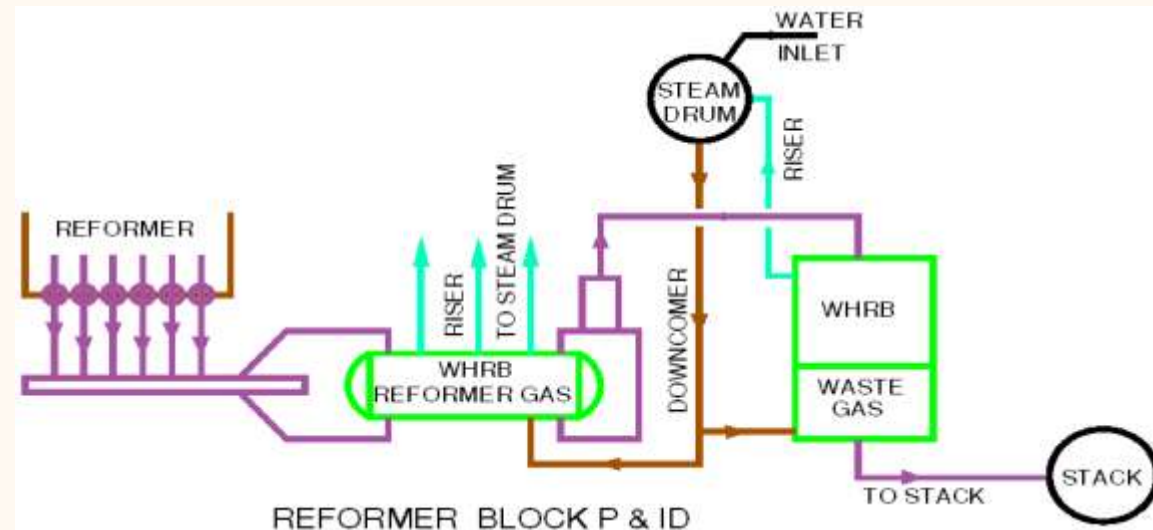 WATER
INLET
STEAM
DRUM
RISER
REFORMER
RISER
TO STEAM DRUM
DOWNCOMER
WHRB
REFORMER GAS
WHRB
WASTE
GAS
TO STACK
STACK
REFORMER BLOCK P & ID